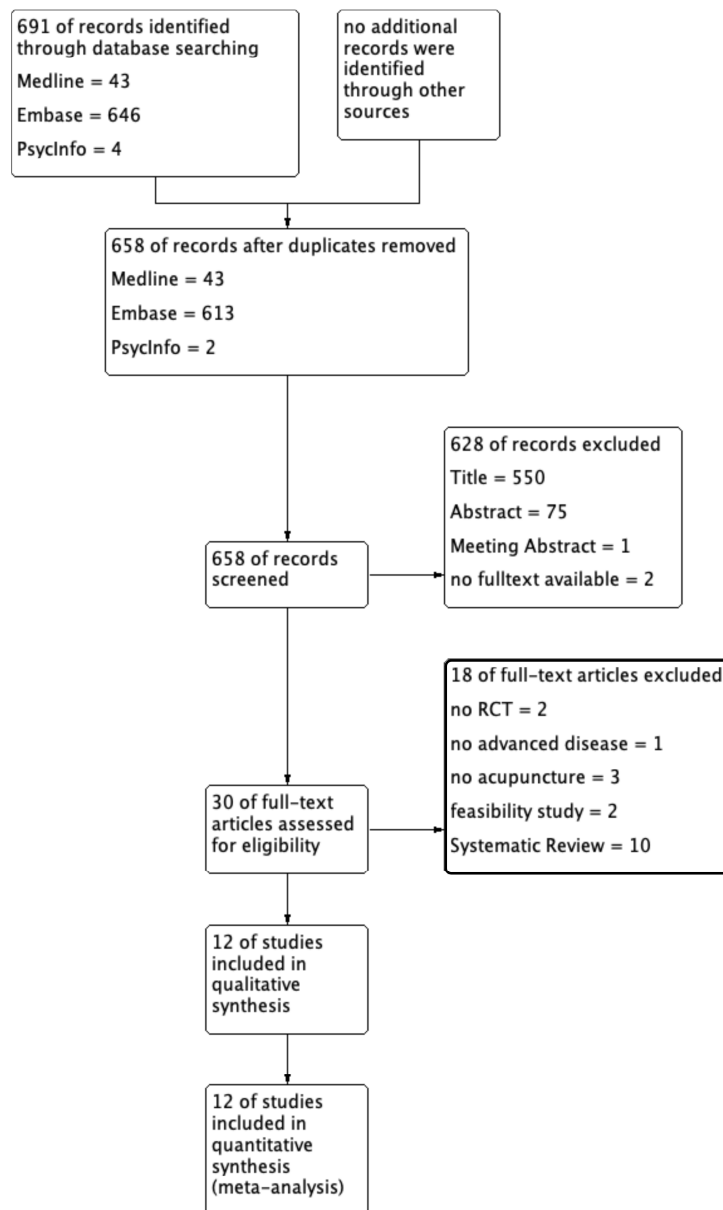 691 of records identified
through database searching
Medline = 43
Embase = 646
PsycInfo = 4
no additional
records were
identified
through other
sources
658 of records after duplicates removed
Medline = 43
Embase = 613
PsycInfo = 2
628 of records excluded
Title = 550
Abstract = 75
Meeting Abstract = 1
no fulltext available = 2
658 of records
screened
18 of full-text articles excluded
no RCT = 2
no advanced disease = 1
no acupuncture = 3
feasibility study = 2
Systematic Review = 10
30 of full-text
articles assessed
for eligibility
12 of studies
included in
qualitative
synthesis
12 of studies
included in
quantitative
synthesis
(meta-analysis)